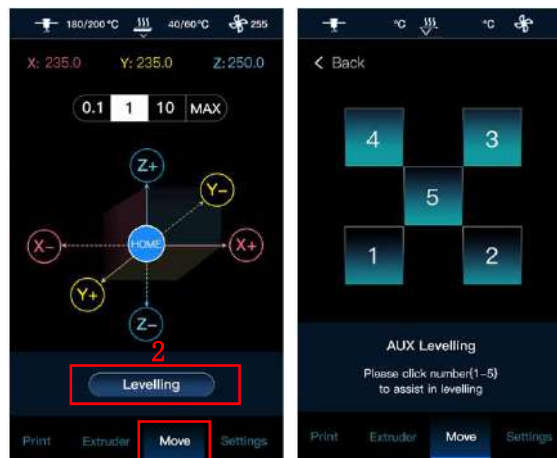 180/200°C 40/60°C 255
X: 235.0 Y: 235.0 Z: 250.0
0.1 1 10 MAX
Z+
Y-
X- HOME X+
Y+
Z-
2
Levelling
Print Extruder Move Settings
°C °C
< Back
4 3
5
1 2
AUX Levelling
Please click number(1-5)
to assist in levelling
Print Extruder Move Settings